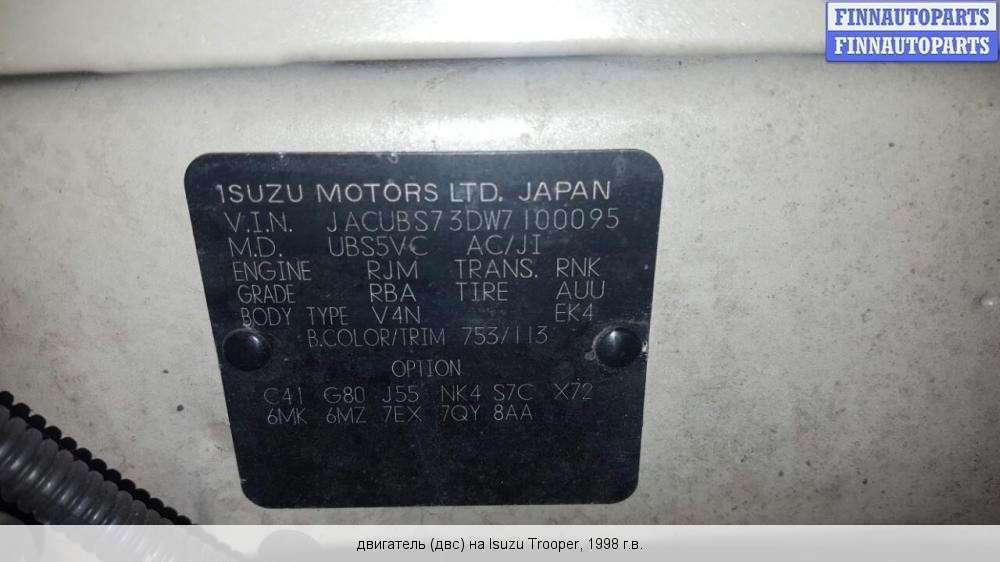 FINNAUTOPARTS
FINNAUTOPARTS
ISUZU MOTORS LTD. JAPAN
V.I.N. JACUBS73DW7100095
M.D. UBS5VC AC/JI
ENGINE RJM TRANS. RNK
GRADE RBA TIRE AUU
BODY TYPE V4N EK4
B.COLOR/TRIM 753/113
OPTION
C41 G80 J55 NK4 S7C X72
6MK 6MZ 7EX 7QY 8AA
двигатель (двс) на Isuzu Trooper, 1998 г.в.